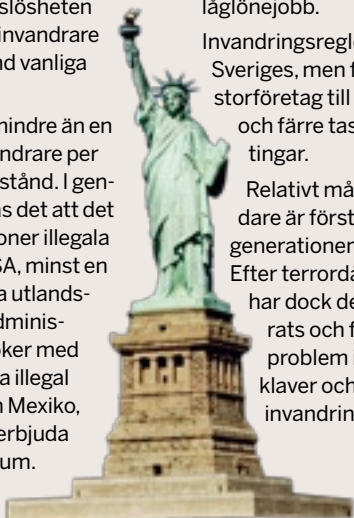 slösheten
invandrare
nd vanliga
mindre än en
ndrare per
stånd. I gen-
s det att det
oner illegala
SA, minst en
a utlands-
dminis-
ker med
a illegal
n Mexiko,
erbjuda
um.
låglönejobb.
Invandringsregle
Sveriges, men f
storföretag till
och färre tas
tingar.
Relativt må
dare är först
generationen
Efter terrordå
har dock de
rats och f
problem i
klaver och
invandrin